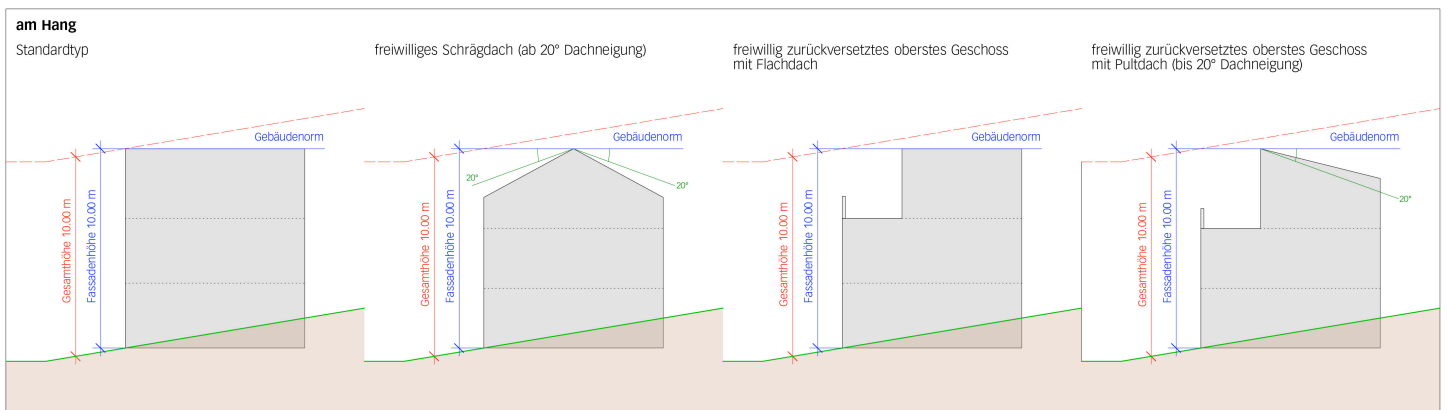 am Hang
Standardtyp
Gebäudenorm
Gesamthöhe 10.00 m
Fassadenhöhe 10.00 m
freiwilliges Schrägdach (ab 20° Dachneigung)
Gebäudenorm
20°
20°
Gesamthöhe 10.00 m
Fassadenhöhe 10.00 m
freiwillig zurückversetztes oberstes Geschoss
mit Flachdach
Gebäudenorm
Gesamthöhe 10.00 m
Fassadenhöhe 10.00 m
freiwillig zurückversetztes oberstes Geschoss
mit Pultdach (bis 20° Dachneigung)
Gebäudenorm
20°
Gesamthöhe 10.00 m
Fassadenhöhe 10.00 m